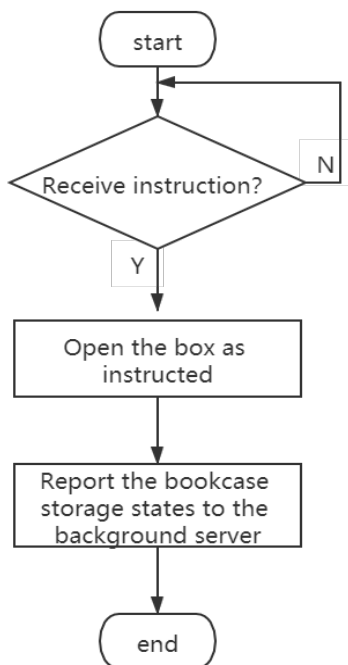 start
Receive instruction?
N
Y
Open the box as
instructed
Report the bookcase
storage states to the
background server
end